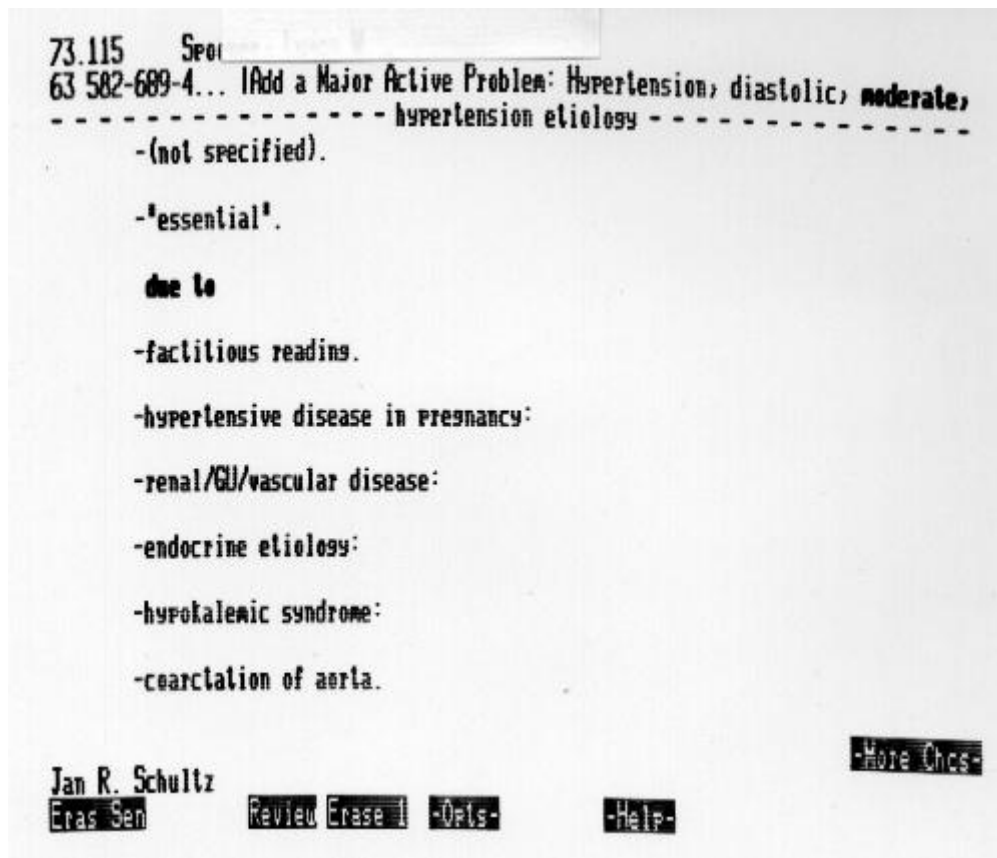 73.115 Spo
63 582-689-4... |Add a Major Active Problem: Hypertension, diastolic, moderate,
- - - - - - - - - - - - - - - - hypertension etiology - - - - - - - - - - - - - - -
-(not specified).
-"essential".
due to
-factitious reading.
-hypertensive disease in pregnancy:
-renal/GU/vascular disease:
-endocrine etiology:
-hypokalemic syndrome:
-coarctation of aorta.
-More Chcs-
Jan R. Schultz
Eras Sen Review Erase 1 -Opts- -Help-